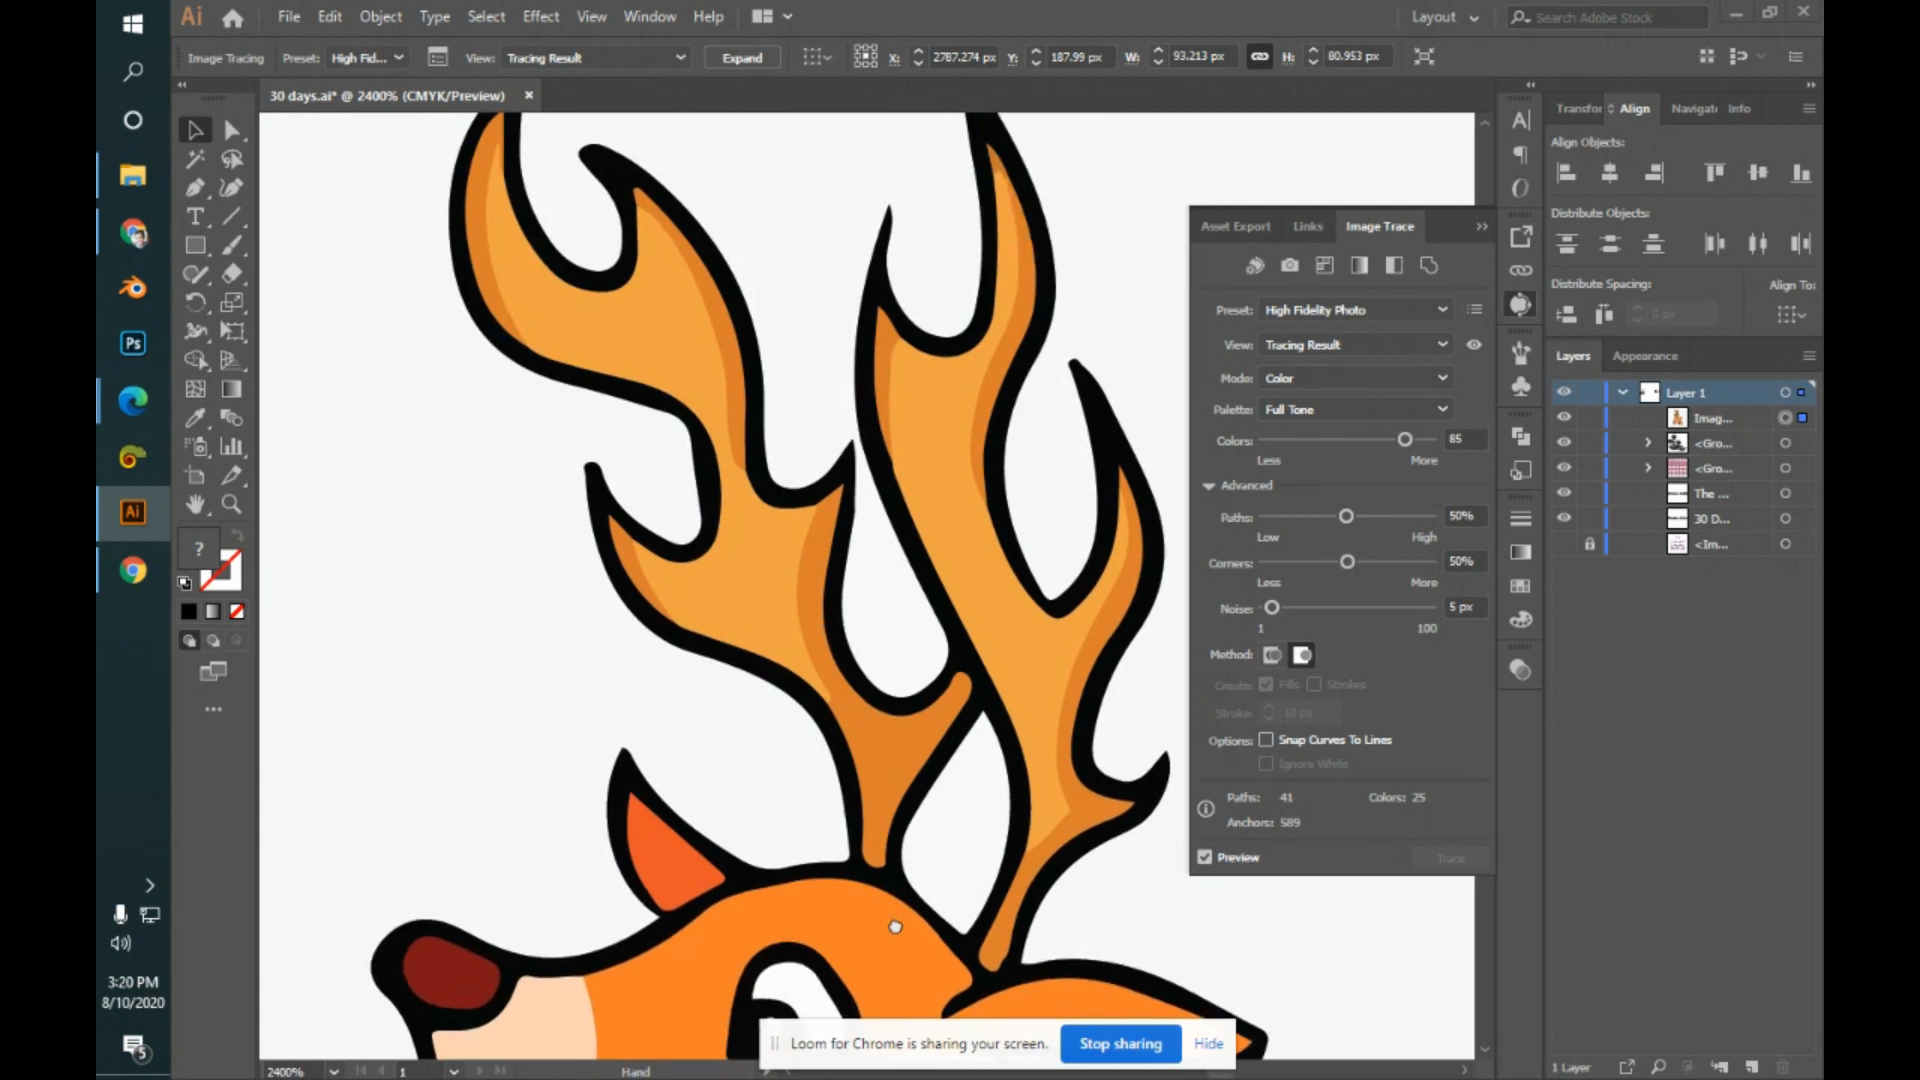 Ai File Edit Object Type Select Effect View Window Help Layout Search Adobe Stock
Image Tracing Preset: High Fid... View: Tracing Result Expand X: 2787.274 px Y: 187.99 px W: 93.213 px H: 80.953 px
30 days.ai* @ 2400% (CMYK/Preview) ×
Transfor Align Navigat Info
Align Objects:
Distribute Objects:
Distribute Spacing: Align To:
0 px
Asset Export Links Image Trace
Preset: High Fidelity Photo
View: Tracing Result
Mode: Color
Palette: Full Tone
Colors: 85
Less More
Advanced
Paths: 50%
Low High
Corners: 50%
Less More
Noise: 5 px
1 100
Method:
Create: Fills Strokes
Stroke: 10 px
Options: Snap Curves To Lines
Ignore White
Paths: 41 Colors: 25
Anchors: 589
Preview Trace
Layers Appearance
Layer 1
Imag...
<Gro...
<Gro...
The ...
30 D...
<Im...
1 Layer
Ps
Ai
?
3:20 PM
8/10/2020
5
Loom for Chrome is sharing your screen. Stop sharing Hide
2400% 1 Hand